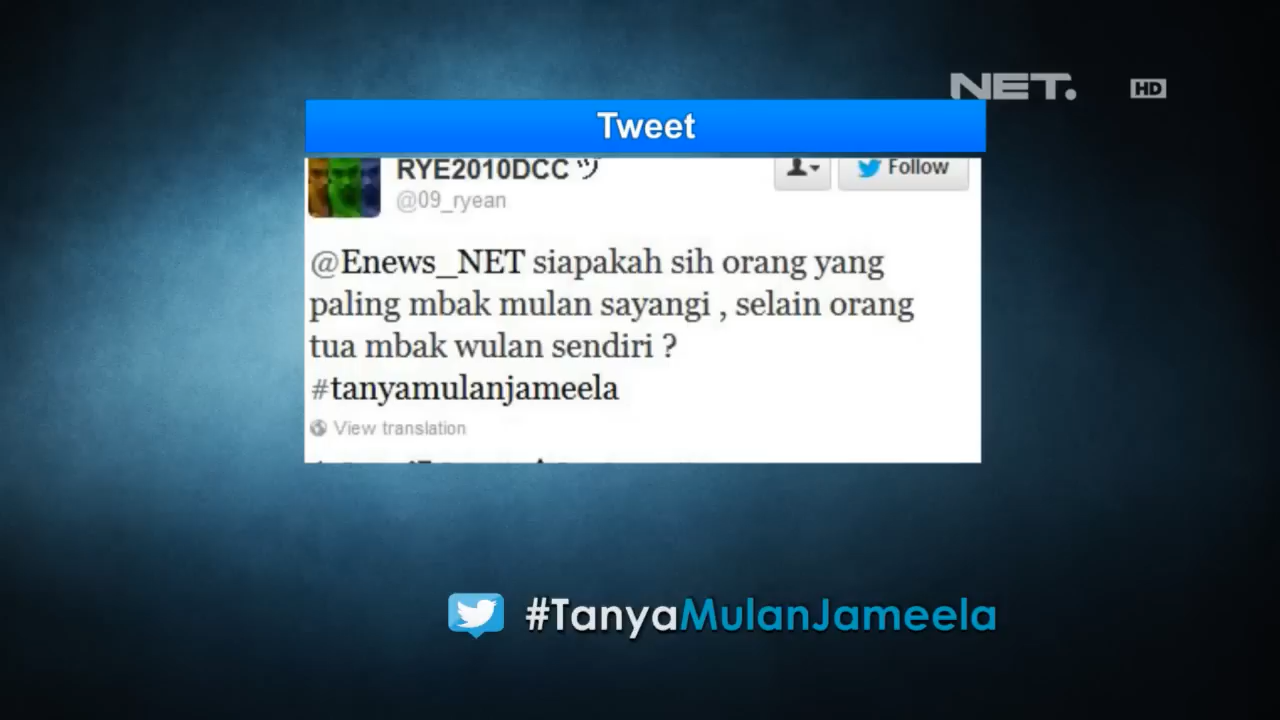 NET.
HD
Tweet
RYE2010DCC ヅ
Follow
@09_ryean
@Enews_NET siapakah sih orang yang
paling mbak mulan sayangi , selain orang
tua mbak wulan sendiri ?
#tanyamulanjameela
View translation
#TanyaMulanJameela